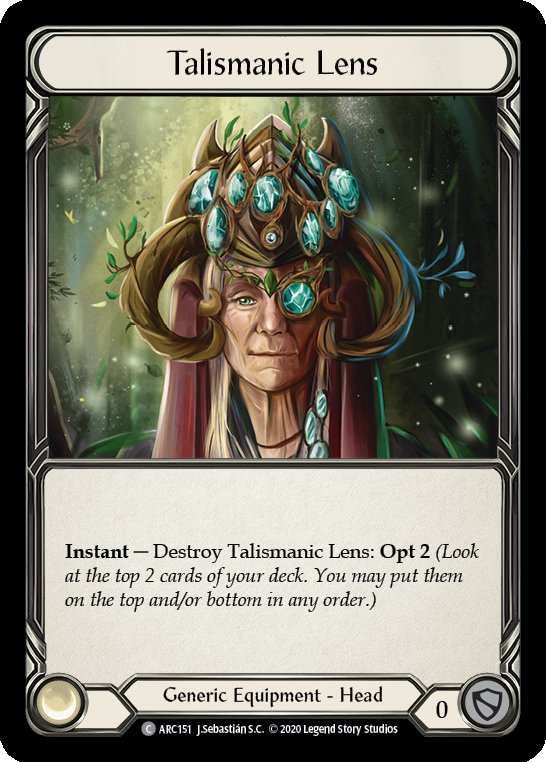 Talismanic Lens
Instant — Destroy Talismanic Lens: Opt 2 (Look
at the top 2 cards of your deck. You may put them
on the top and/or bottom in any order.)
Generic Equipment - Head
0
C ARC151 J.Sebastián S.C. © 2020 Legend Story Studios